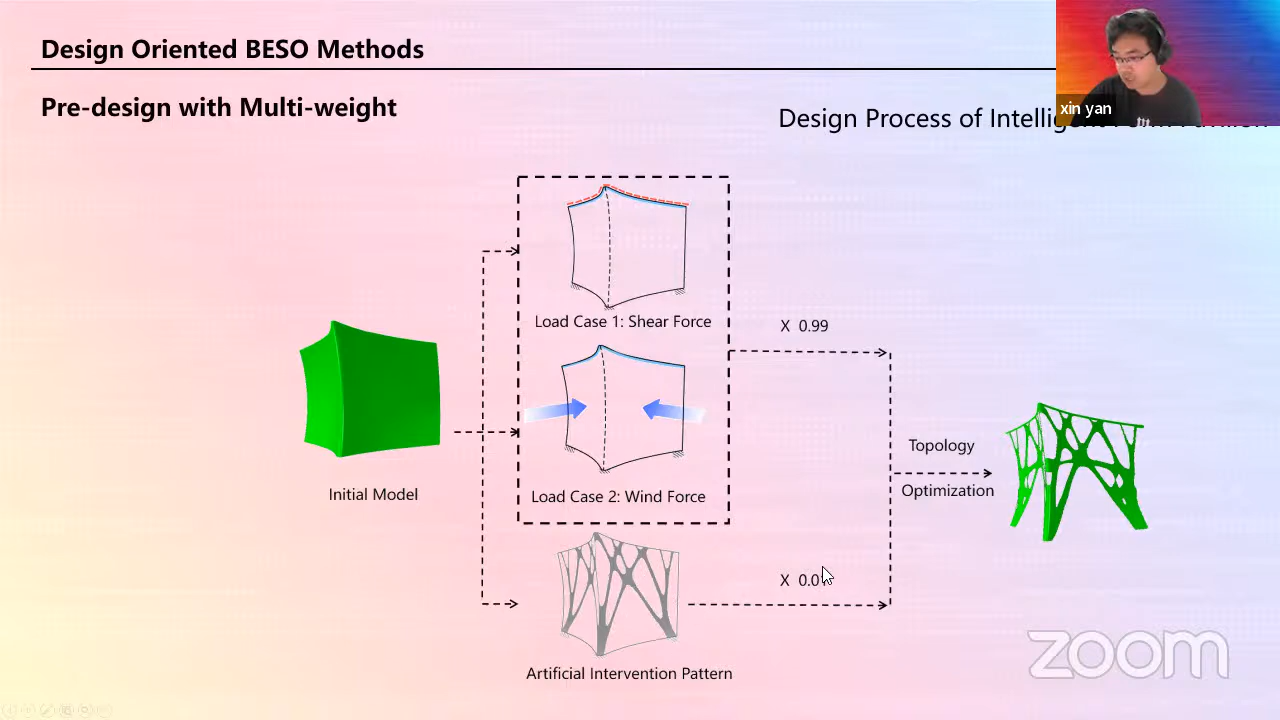 Design Oriented BESO Methods
Pre-design with Multi-weight
Design Process of
xin yan
Load Case 1: Shear Force
X 0.99
Load Case 2: Wind Force
Initial Model
Topology
Optimization
X 0.0
Artificial Intervention Pattern
zoom